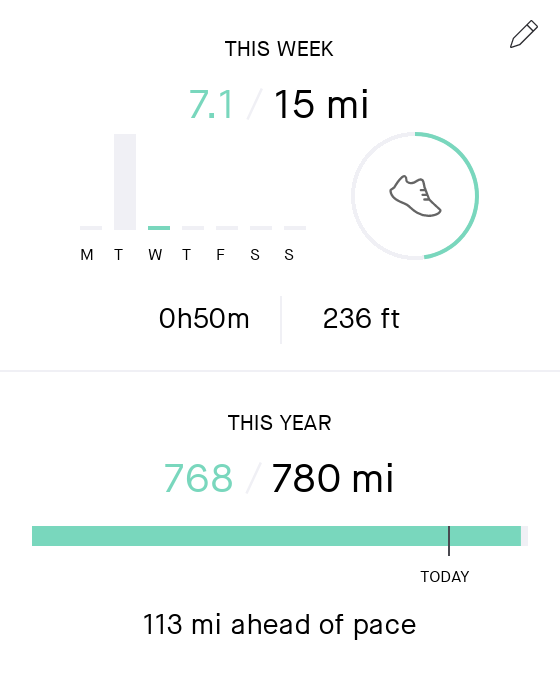 THIS WEEK
7.1 / 15 mi
M T W T F S S
0h50m 236 ft
THIS YEAR
768 / 780 mi
TODAY
113 mi ahead of pace